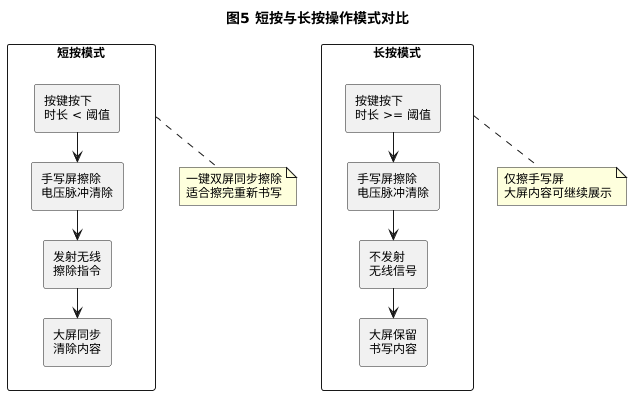 图5 短按与长按操作模式对比
短按模式
按键按下
时长 < 阈值
手写屏擦除
电压脉冲清除
发射无线
擦除指令
大屏同步
清除内容
一键双屏同步擦除
适合擦完重新书写
长按模式
按键按下
时长 >= 阈值
手写屏擦除
电压脉冲清除
不发射
无线信号
大屏保留
书写内容
仅擦手写屏
大屏内容可继续展示